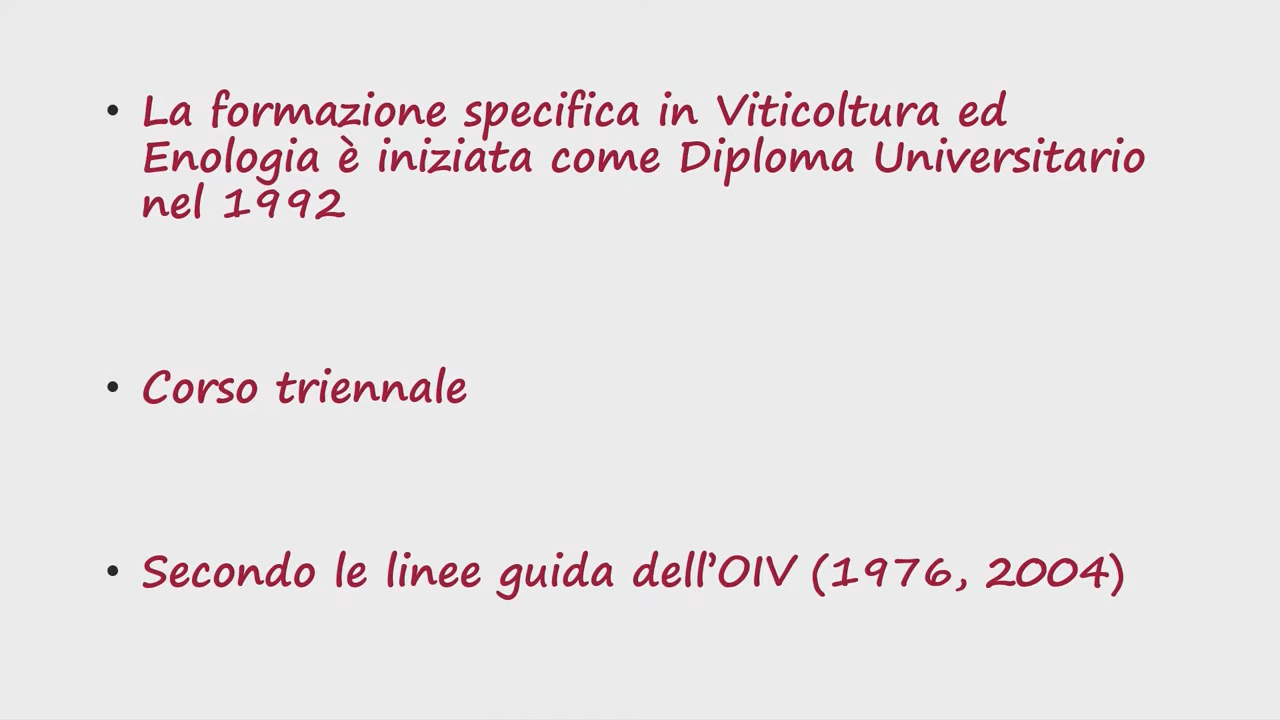 • La formazione specifica in Viticoltura ed
Enologia è iniziata come Diploma Universitario
nel 1992
• Corso triennale
• Secondo le linee guida dell’OIV (1976, 2004)